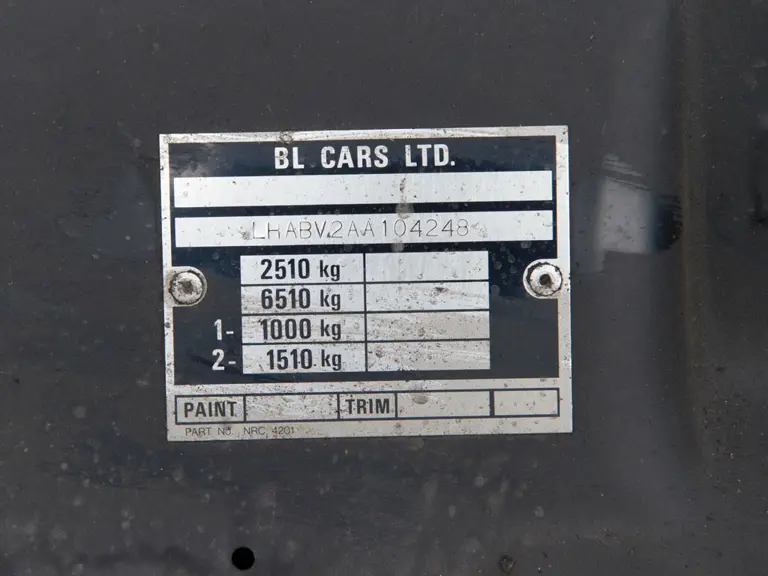 BL CARS LTD.
LHABV2AA104248
2510 kg
6510 kg
1- 1000 kg
2- 1510 kg
PAINT TRIM
PART No. NRC 4201